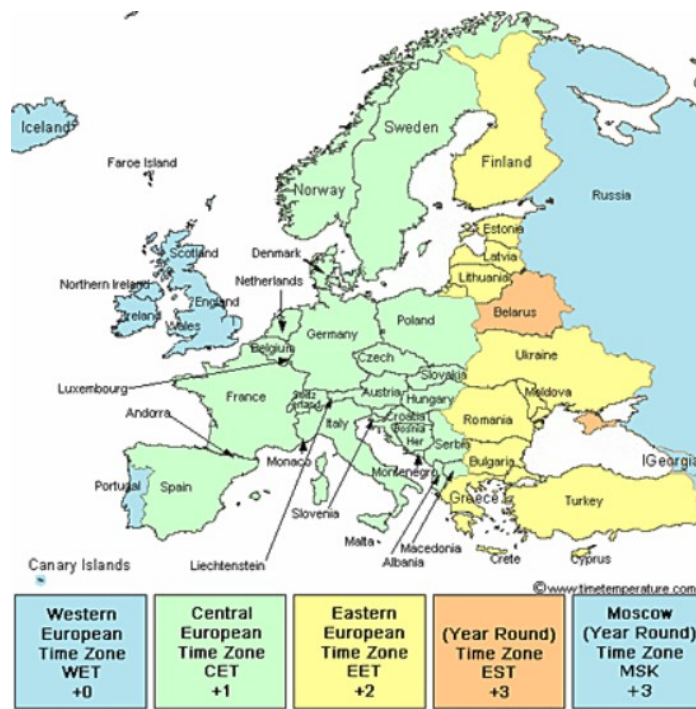 Iceland
Faroe Island
Sweden
Finland
Norway
Russia
Scotland
Denmark
Estonia
Latvia
Northern Ireland
Netherlands
Lithuania
Ireland
England
Wales
Belarus
Poland
Germany
Belgium
Czech
Ukraine
Luxembourg
Slovakia
France
Austria
Hungary
Moldova
Switz
erland
Andorra
Italy
Croatia
Romania
Bosnia
Her
Serbia
IGeorgia
Monaco
Montenegro
Bulgaria
Portugal
Spain
Slovenia
Greece
Turkey
Malta
Macedonia
Liechtenstein
Albania
Crete
Cyprus
Canary Islands
©www.timetemperature.com
Western
European
Time Zone
WET
+0
Central
European
Time Zone
CET
+1
Eastern
European
Time Zone
EET
+2
(Year Round)
Time Zone
EST
+3
Moscow
(Year Round)
Time Zone
MSK
+3